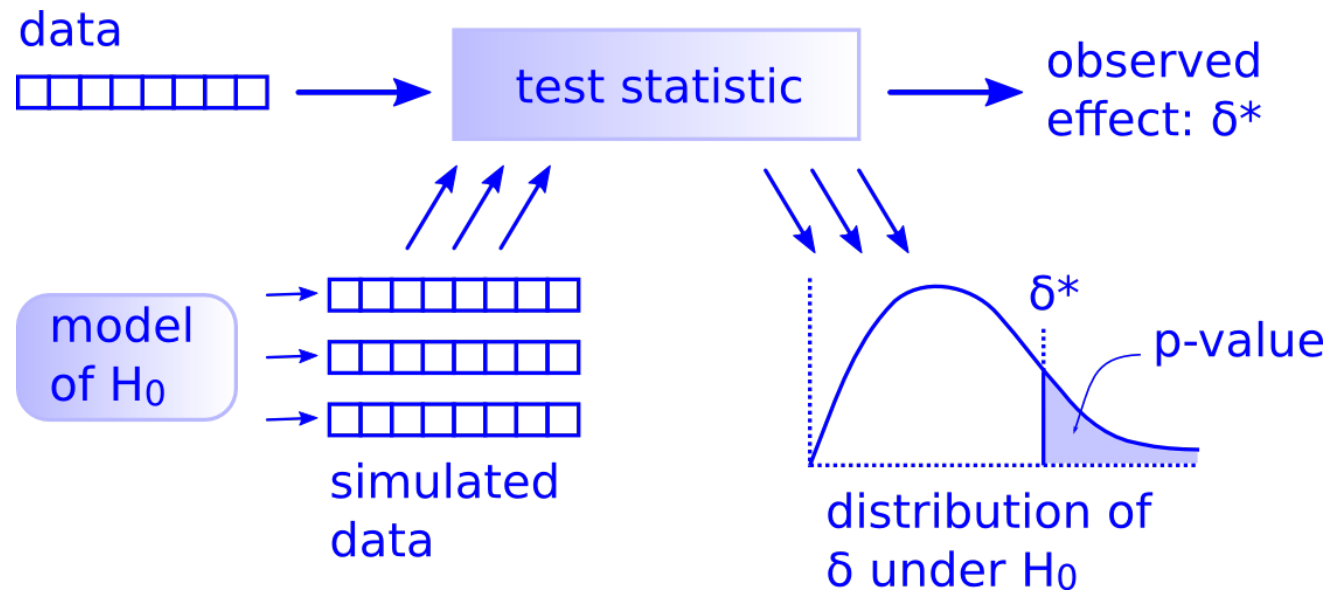 data
test statistic
observed
effect: δ*
model
of H₀
simulated
data
δ*
p-value
distribution of
δ under H₀